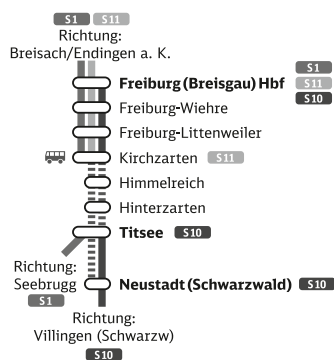 S1 S11
Richtung:
Breisach/Endingen a. K.
Freiburg (Breisgau) Hbf
S1
S11
S10
Freiburg-Wiehre
Freiburg-Littenweiler
Kirchzarten S11
Himmelreich
Hinterzarten
Titisee S10
Richtung:
Seebrugg
S1
Neustadt (Schwarzwald) S10
Richtung:
Villingen (Schwarzw)
S10